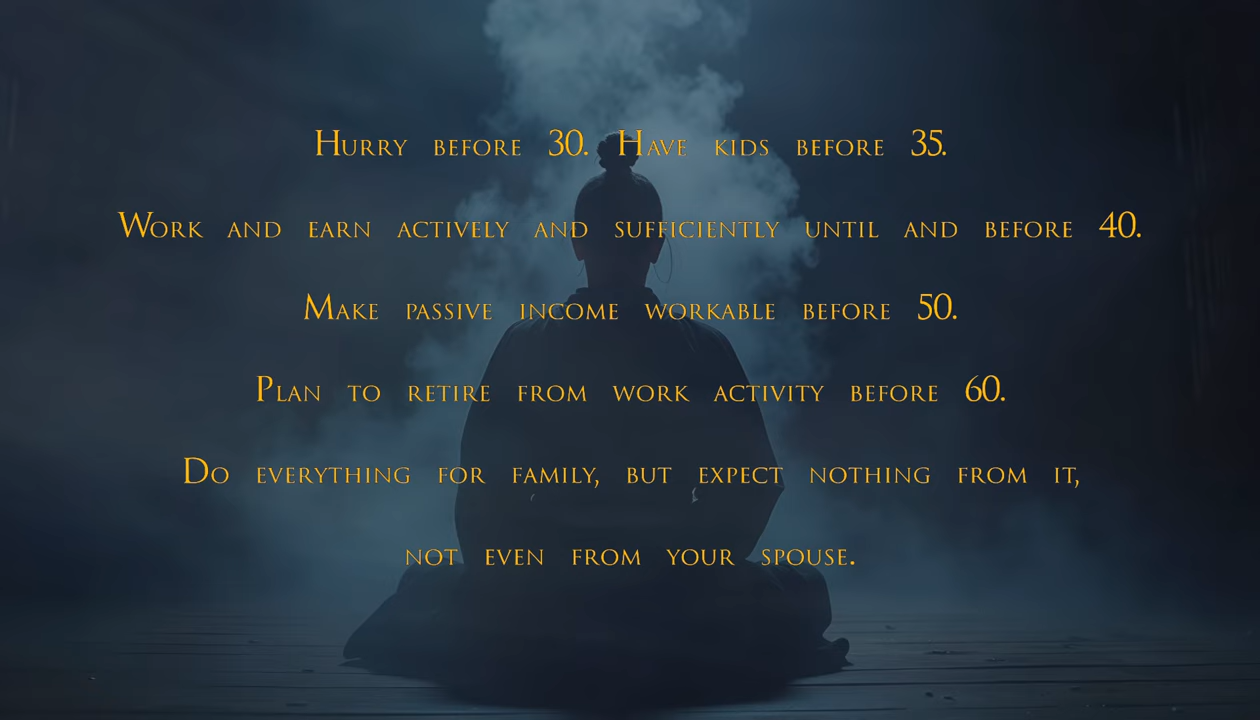 Hurry before 30. Have kids before 35.
Work and earn actively and sufficiently until and before 40.
Make passive income workable before 50.
Plan to retire from work activity before 60.
Do everything for family, but expect nothing from it,
not even from your spouse.